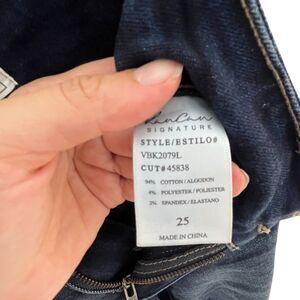 KanCan
SIGNATURE
STYLE/ESTILO#
VBK2079L
CUT#45838
94% COTTON/ALGODON
4% POLYESTER/POLIESTER
2% SPANDEX/ELASTANO
25
MADE IN CHINA